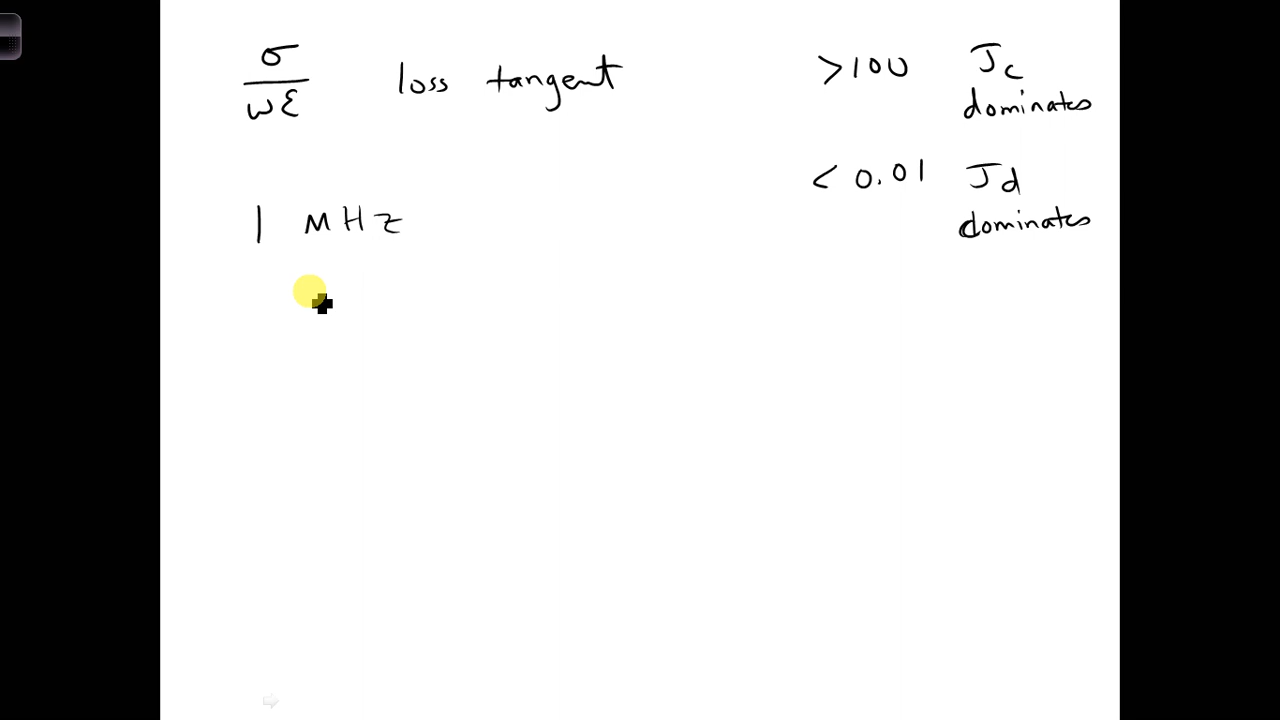 σ/ωε loss tangent
>100 Jc
dominates
<0.01 Jd
dominates
1 MHz